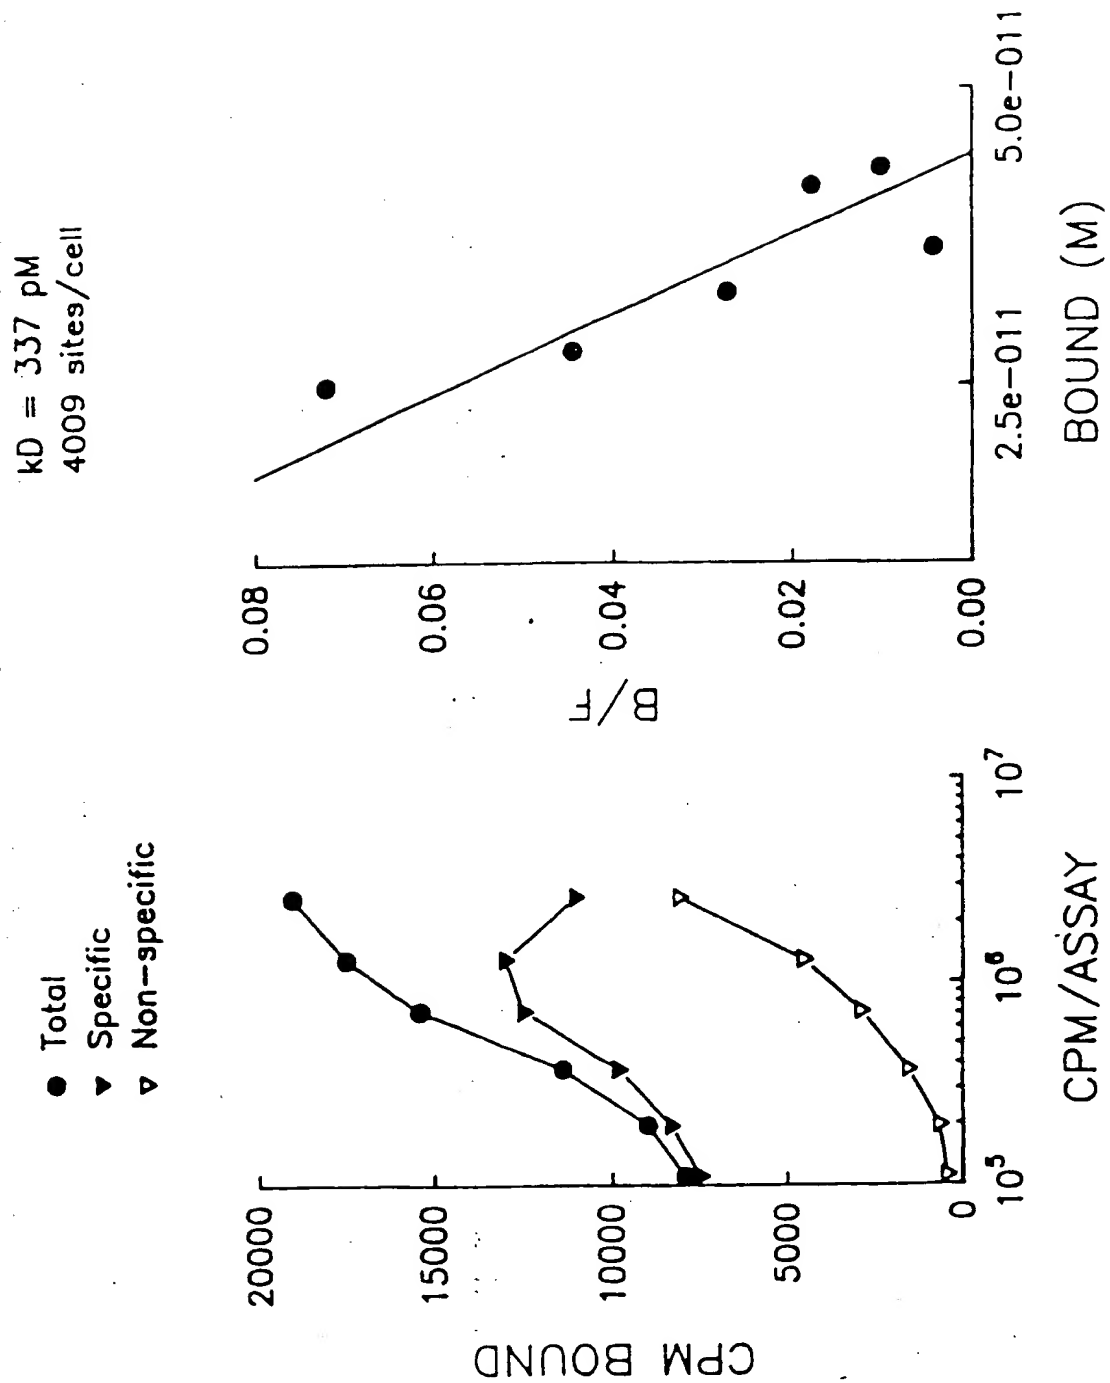 ● Total
▼ Specific
▽ Non-specific
CPM BOUND
20000
15000
10000
5000
0
10⁵
10⁶
10⁷
CPM/ASSAY
kD = 337 pM
4009 sites/cell
B/F
0.08
0.06
0.04
0.02
0.00
2.5e-011
5.0e-011
BOUND (M)